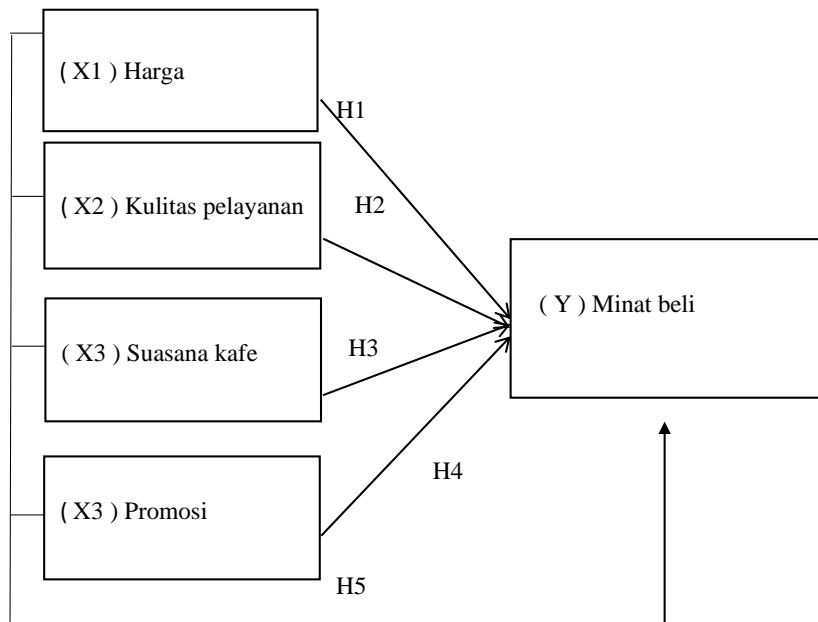 ( X1 ) Harga
H1
( X2 ) Kulitas pelayanan
H2
( Y ) Minat beli
( X3 ) Suasana kafe
H3
H4
( X3 ) Promosi
H5